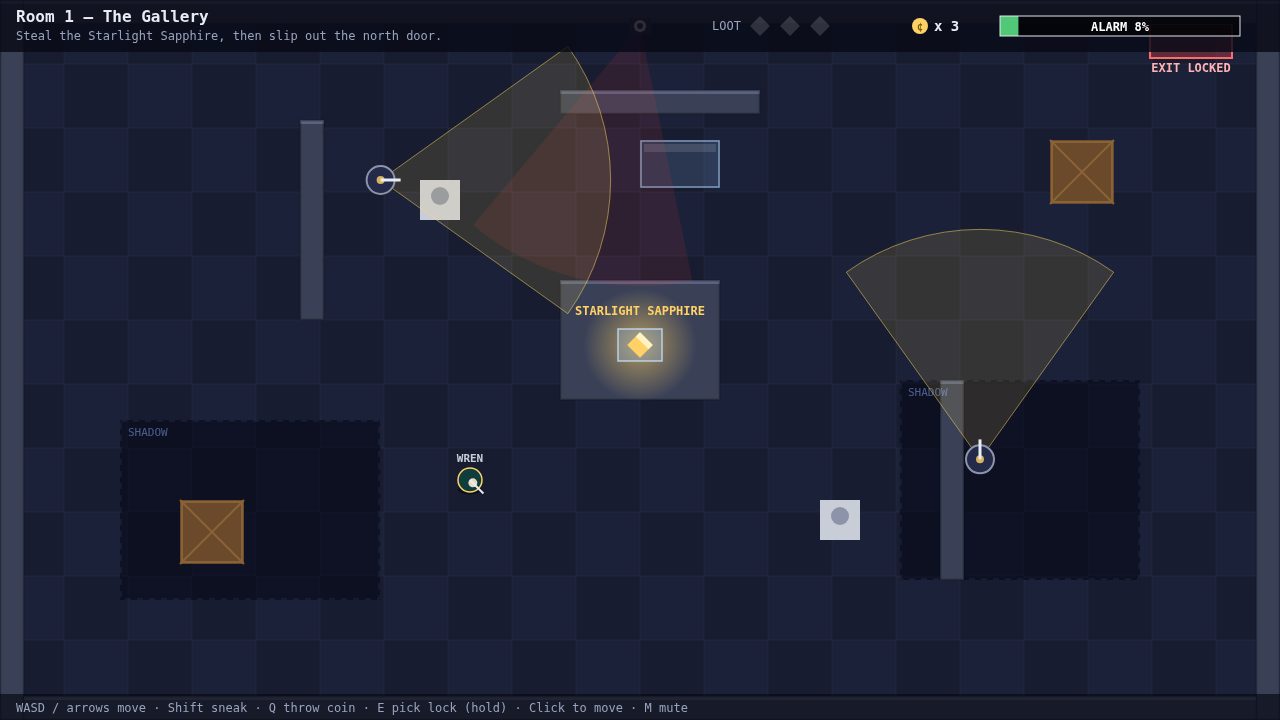 Room 1 — The Gallery
Steal the Starlight Sapphire, then slip out the north door.
LOOT
¢ x 3
ALARM 8%
EXIT LOCKED
STARLIGHT SAPPHIRE
SHADOW
SHADOW
WREN
WASD / arrows move · Shift sneak · Q throw coin · E pick lock (hold) · Click to move · M mute